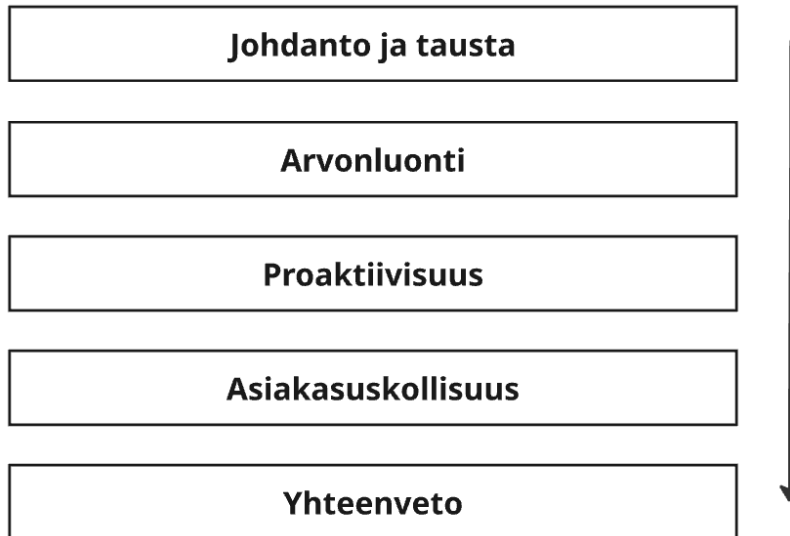 Johdanto ja tausta
Arvonluonti
Proaktiivisuus
Asiakasuskollisuus
Yhteenveto